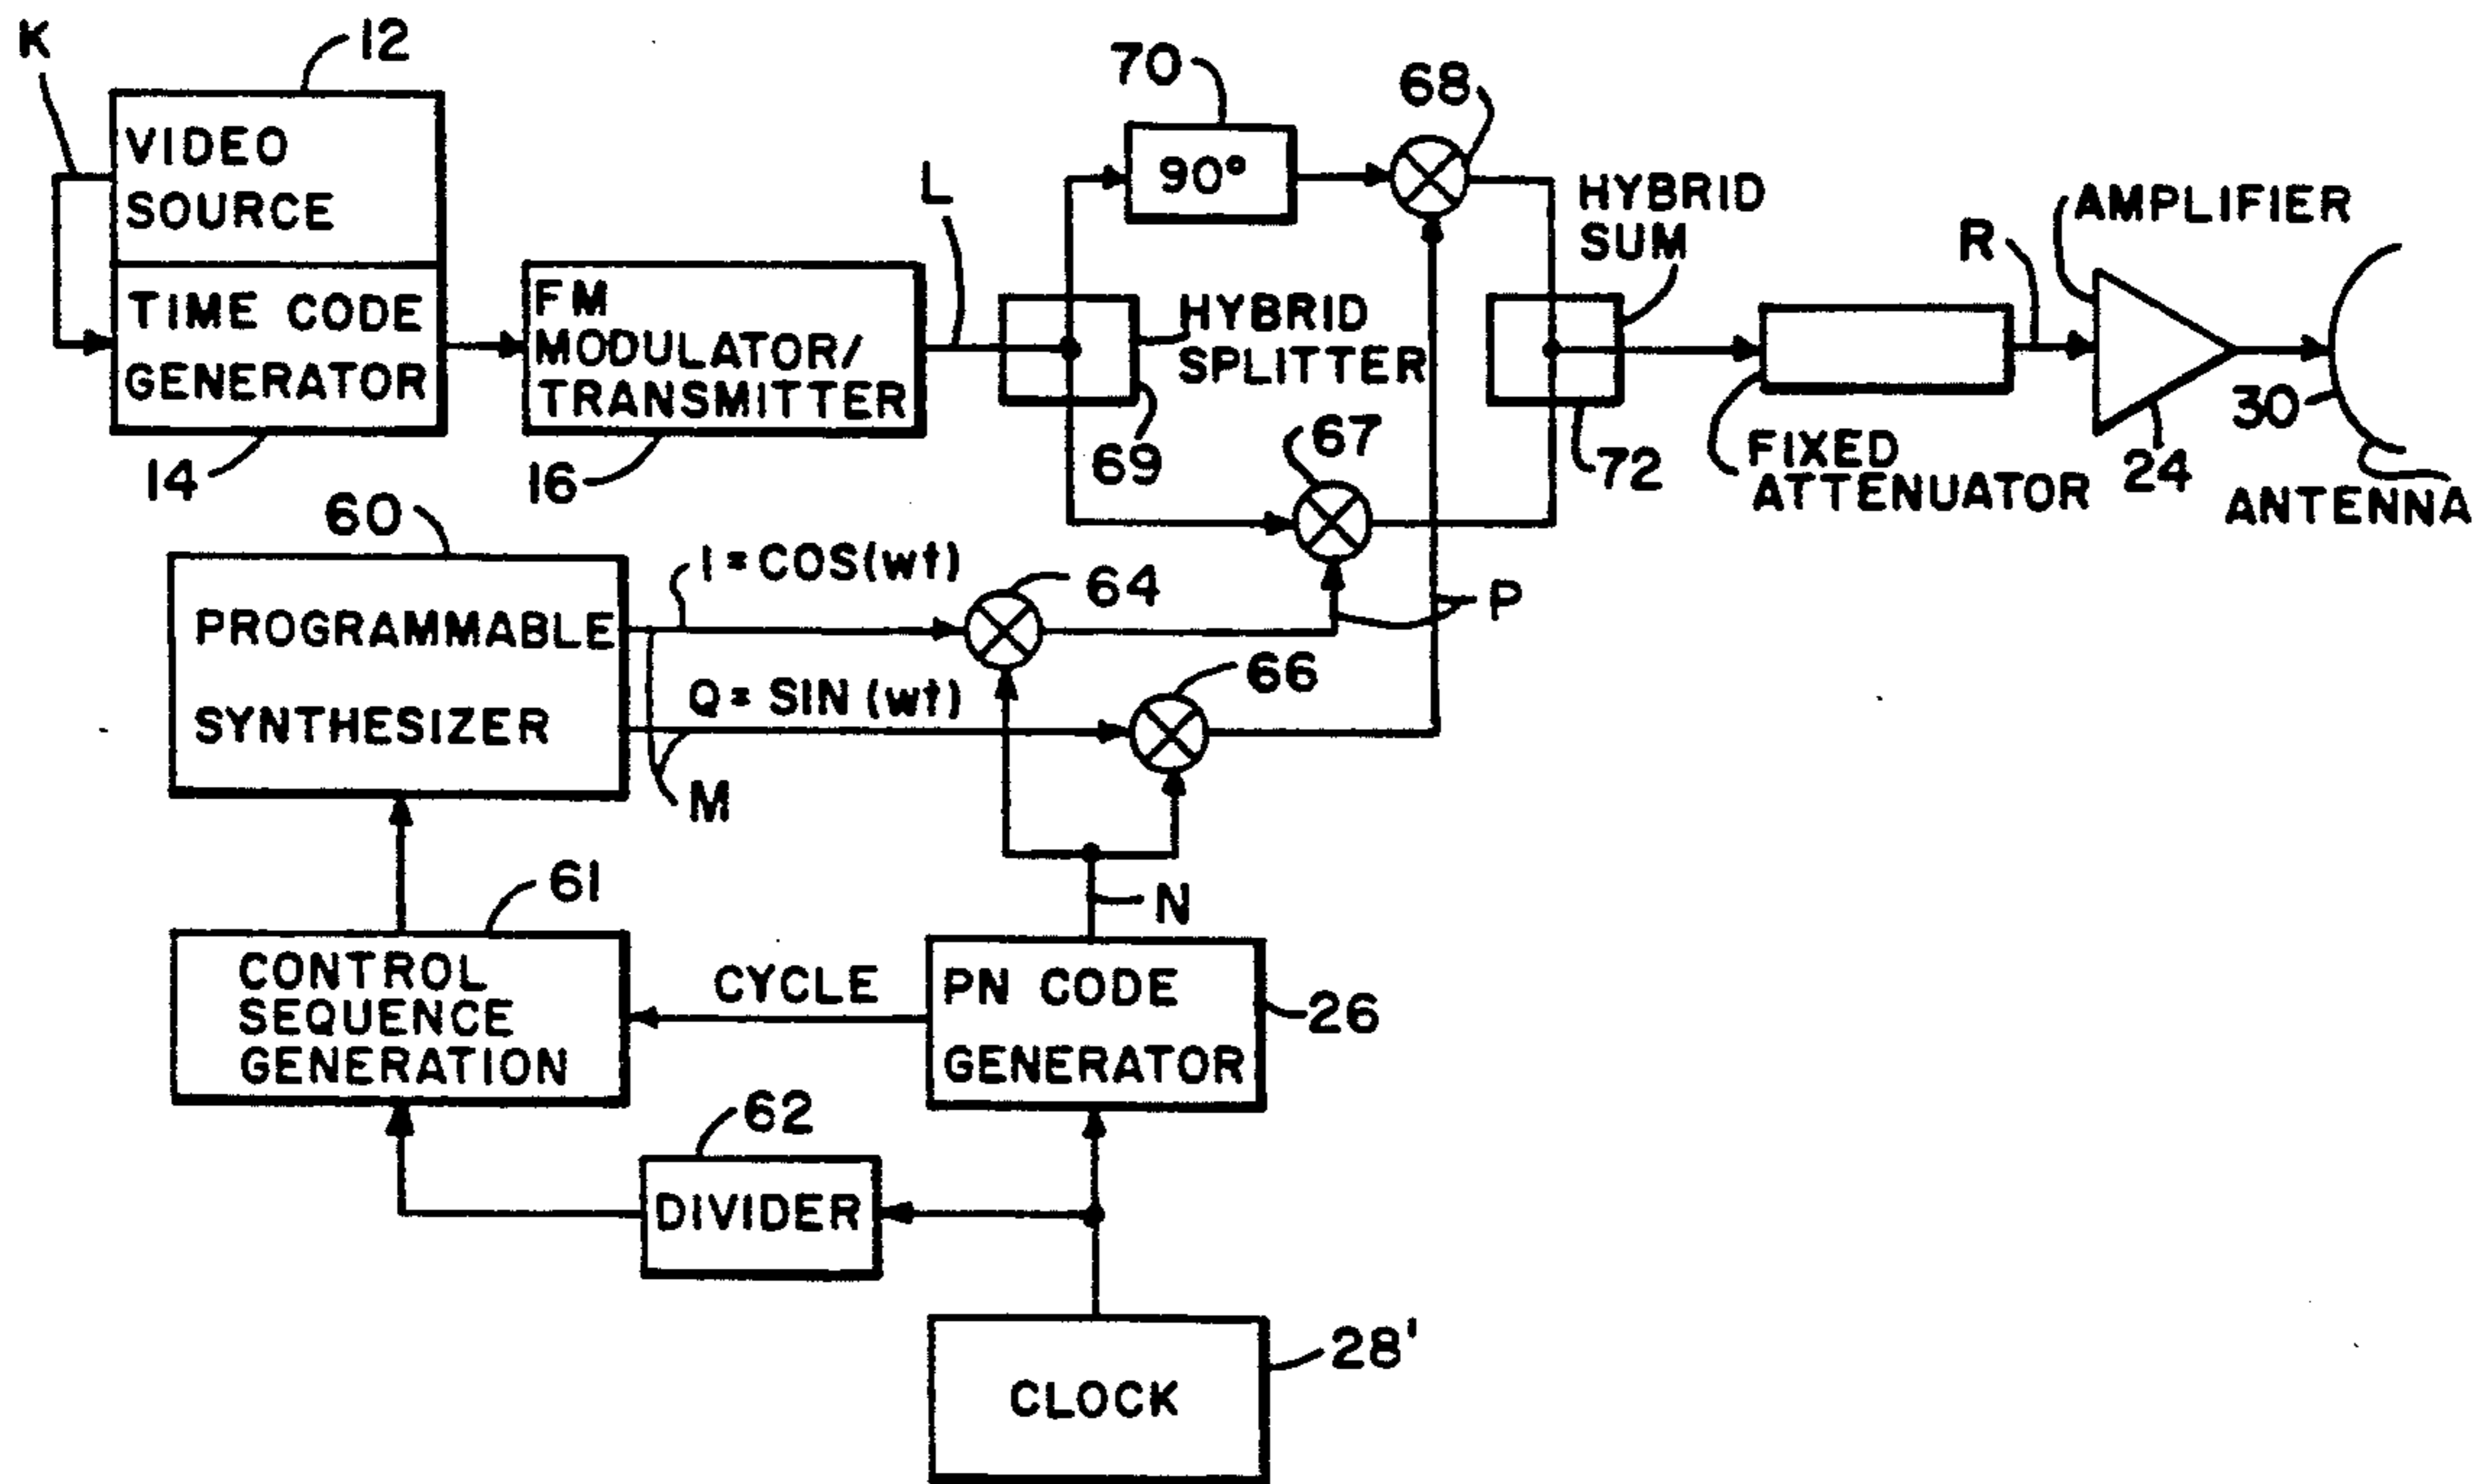 K
12
VIDEO
SOURCE
TIME CODE
GENERATOR
14
FM
MODULATOR/
TRANSMITTER
16
L
70
90°
68
HYBRID
SPLITTER
69
67
HYBRID
SUM
72
FIXED
ATTENUATOR
R
AMPLIFIER
24
30
ANTENNA
60
PROGRAMMABLE
SYNTHESIZER
I = COS(wt)
Q = SIN (wt)
M
64
66
P
N
61
CONTROL
SEQUENCE
GENERATION
CYCLE
PN CODE
GENERATOR
26
62
DIVIDER
CLOCK
28'